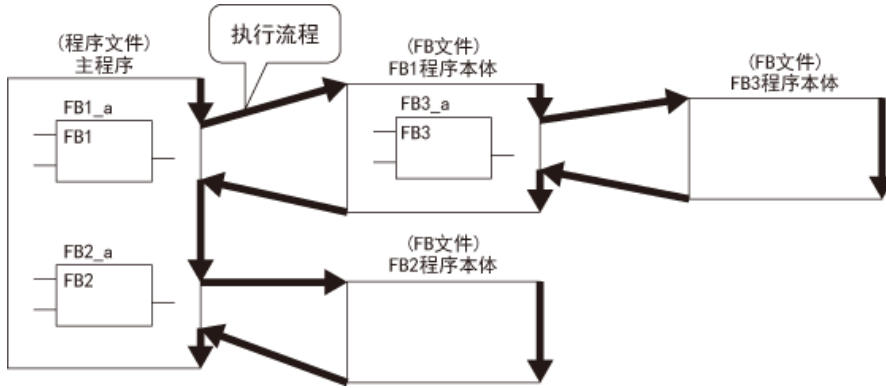 (程序文件)
主程序
执行流程
(FB文件)
FB1程序本体
(FB文件)
FB3程序本体
FB1_a
FB1
FB3_a
FB3
FB2_a
FB2
(FB文件)
FB2程序本体